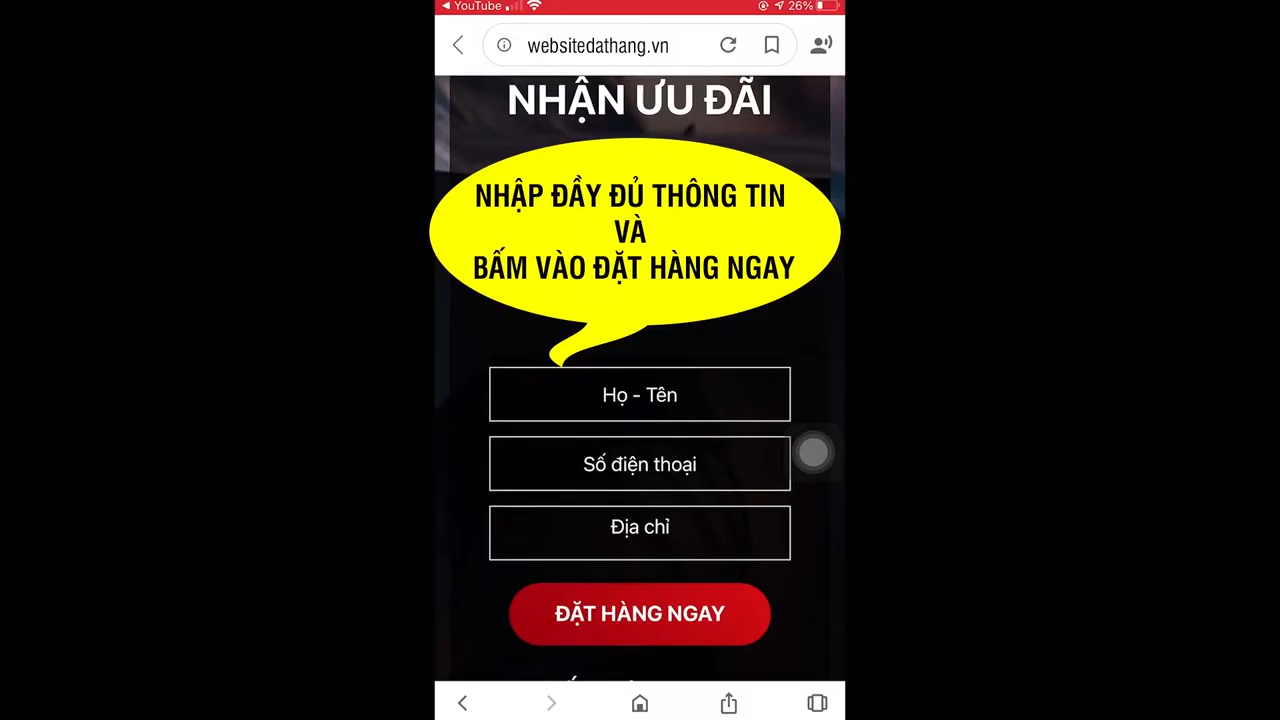 YouTube
26%
websitedathang.vn
NHẬN ƯU ĐÃI
NHẬP ĐẦY ĐỦ THÔNG TIN
VÀ
BẤM VÀO ĐẶT HÀNG NGAY
Họ - Tên
Số điện thoại
Địa chỉ
ĐẶT HÀNG NGAY